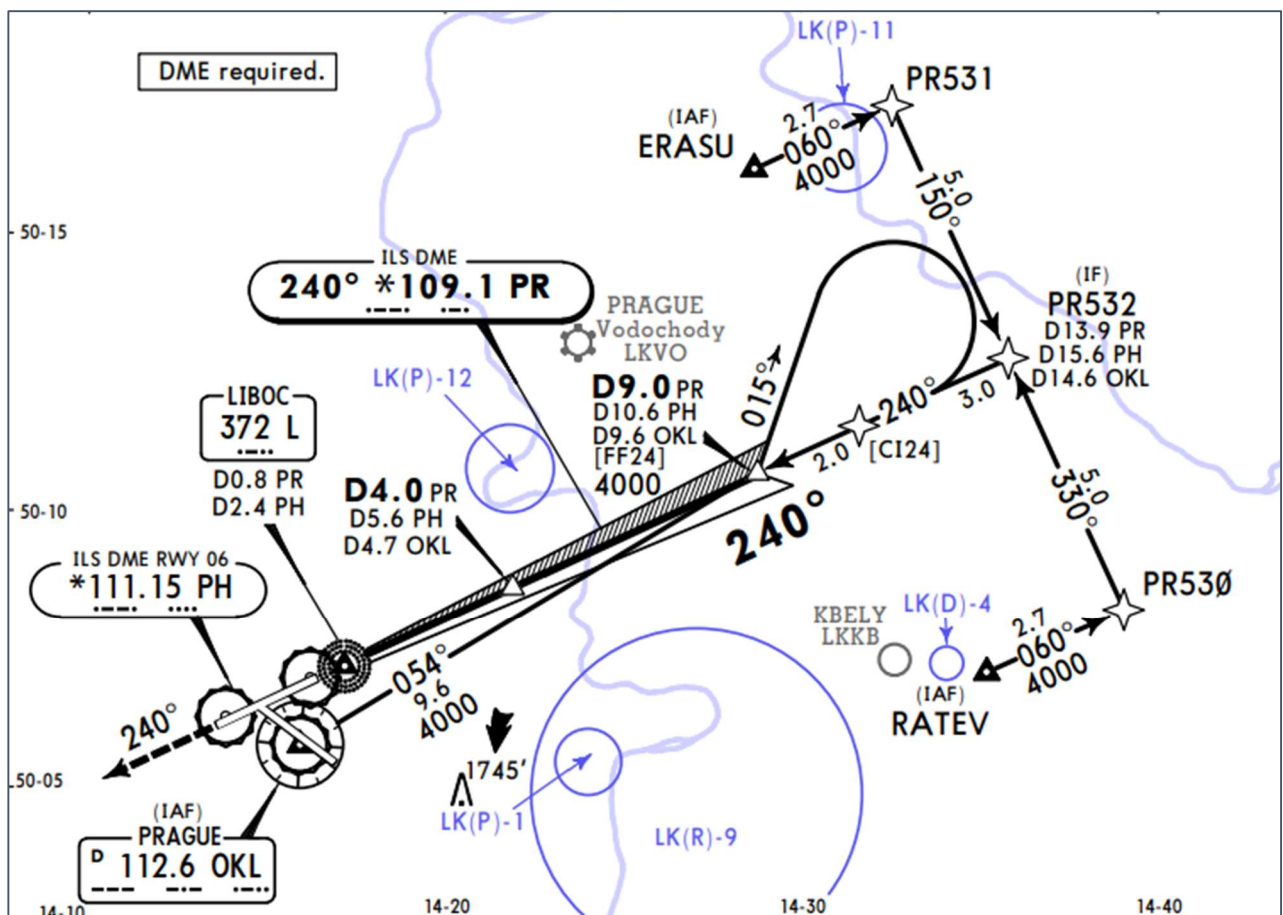 DME required.
LK(P)-11
PR531
(IAF)
ERASU
2.7
060°
4000
5.0
150°
50-15
ILS DME
240° *109.1 PR
PRAGUE
Vodochody
LKVO
(IF)
PR532
D13.9 PR
D15.6 PH
D14.6 OKL
LK(P)-12
D9.0 PR
D10.6 PH
D9.6 OKL
[FF24]
4000
015°
240°
3.0
2.0
[CI24]
LIBOC
372 L
D0.8 PR
D2.4 PH
D4.0 PR
D5.6 PH
D4.7 OKL
50-10
240°
5.0
330°
ILS DME RWY 06
*111.15 PH
PR53Ø
KBELY
LKKB
LK(D)-4
2.7
060°
4000
(IAF)
RATEV
054°
9.6
4000
240°
1745'
50-05
LK(P)-1
LK(R)-9
(IAF)
PRAGUE
D 112.6 OKL
14-10
14-20
14-30
14-40